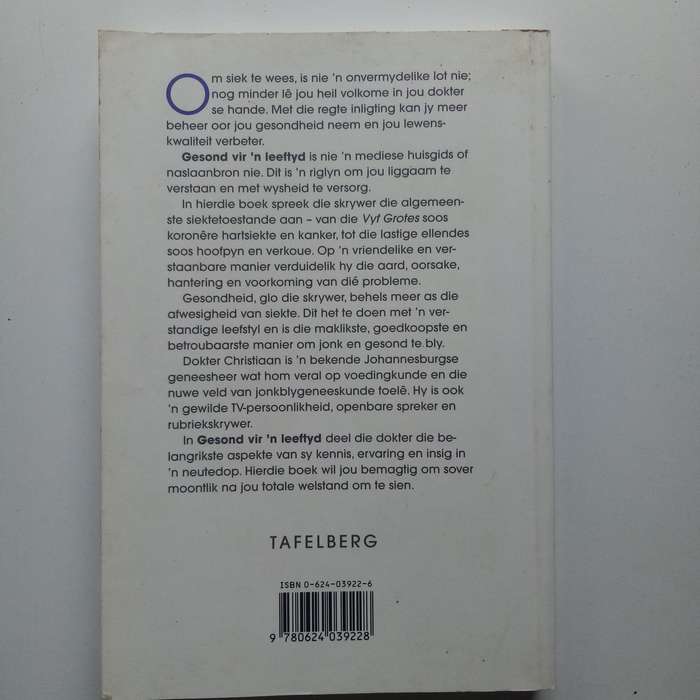 Om siek te wees, is nie 'n onvermydelike lot nie;
nog minder lê jou heil volkome in jou dokter
se hande. Met die regte inligting kan jy meer
beheer oor jou gesondheid neem en jou lewens-
kwaliteit verbeter.
Gesond vir 'n leeftyd is nie 'n mediese huisgids of
naslaanbron nie. Dit is 'n riglyn om jou liggaam te
verstaan en met wysheid te versorg.
In hierdie boek spreek die skrywer die algemeen-
ste siektetoestande aan – van die Vyf Grotes soos
koronêre hartsiekte en kanker, tot die lastige ellendes
soos hoofpyn en verkoue. Op 'n vriendelike en ver-
staanbare manier verduidelik hy die aard, oorsake,
hantering en voorkoming van dié probleme.
Gesondheid, glo die skrywer, behels meer as die
afwesigheid van siekte. Dit het te doen met 'n ver-
standige leefstyl en is die maklikste, goedkoopste en
betroubaarste manier om jonk en gesond te bly.
Dokter Christiaan is 'n bekende Johannesburgse
geneesheer wat hom veral op voedingkunde en die
nuwe veld van jonkblygeneeskunde toelê. Hy is ook
'n gewilde TV-persoonlikheid, openbare spreker en
rubriekskrywer.
In Gesond vir 'n leeftyd deel die dokter die be-
langrikste aspekte van sy kennis, ervaring en insig in
'n neutedop. Hierdie boek wil jou bemagtig om sover
moontlik na jou totale welstand om te sien.
TAFELBERG
ISBN 0-624-03922-6
9 780624 039228